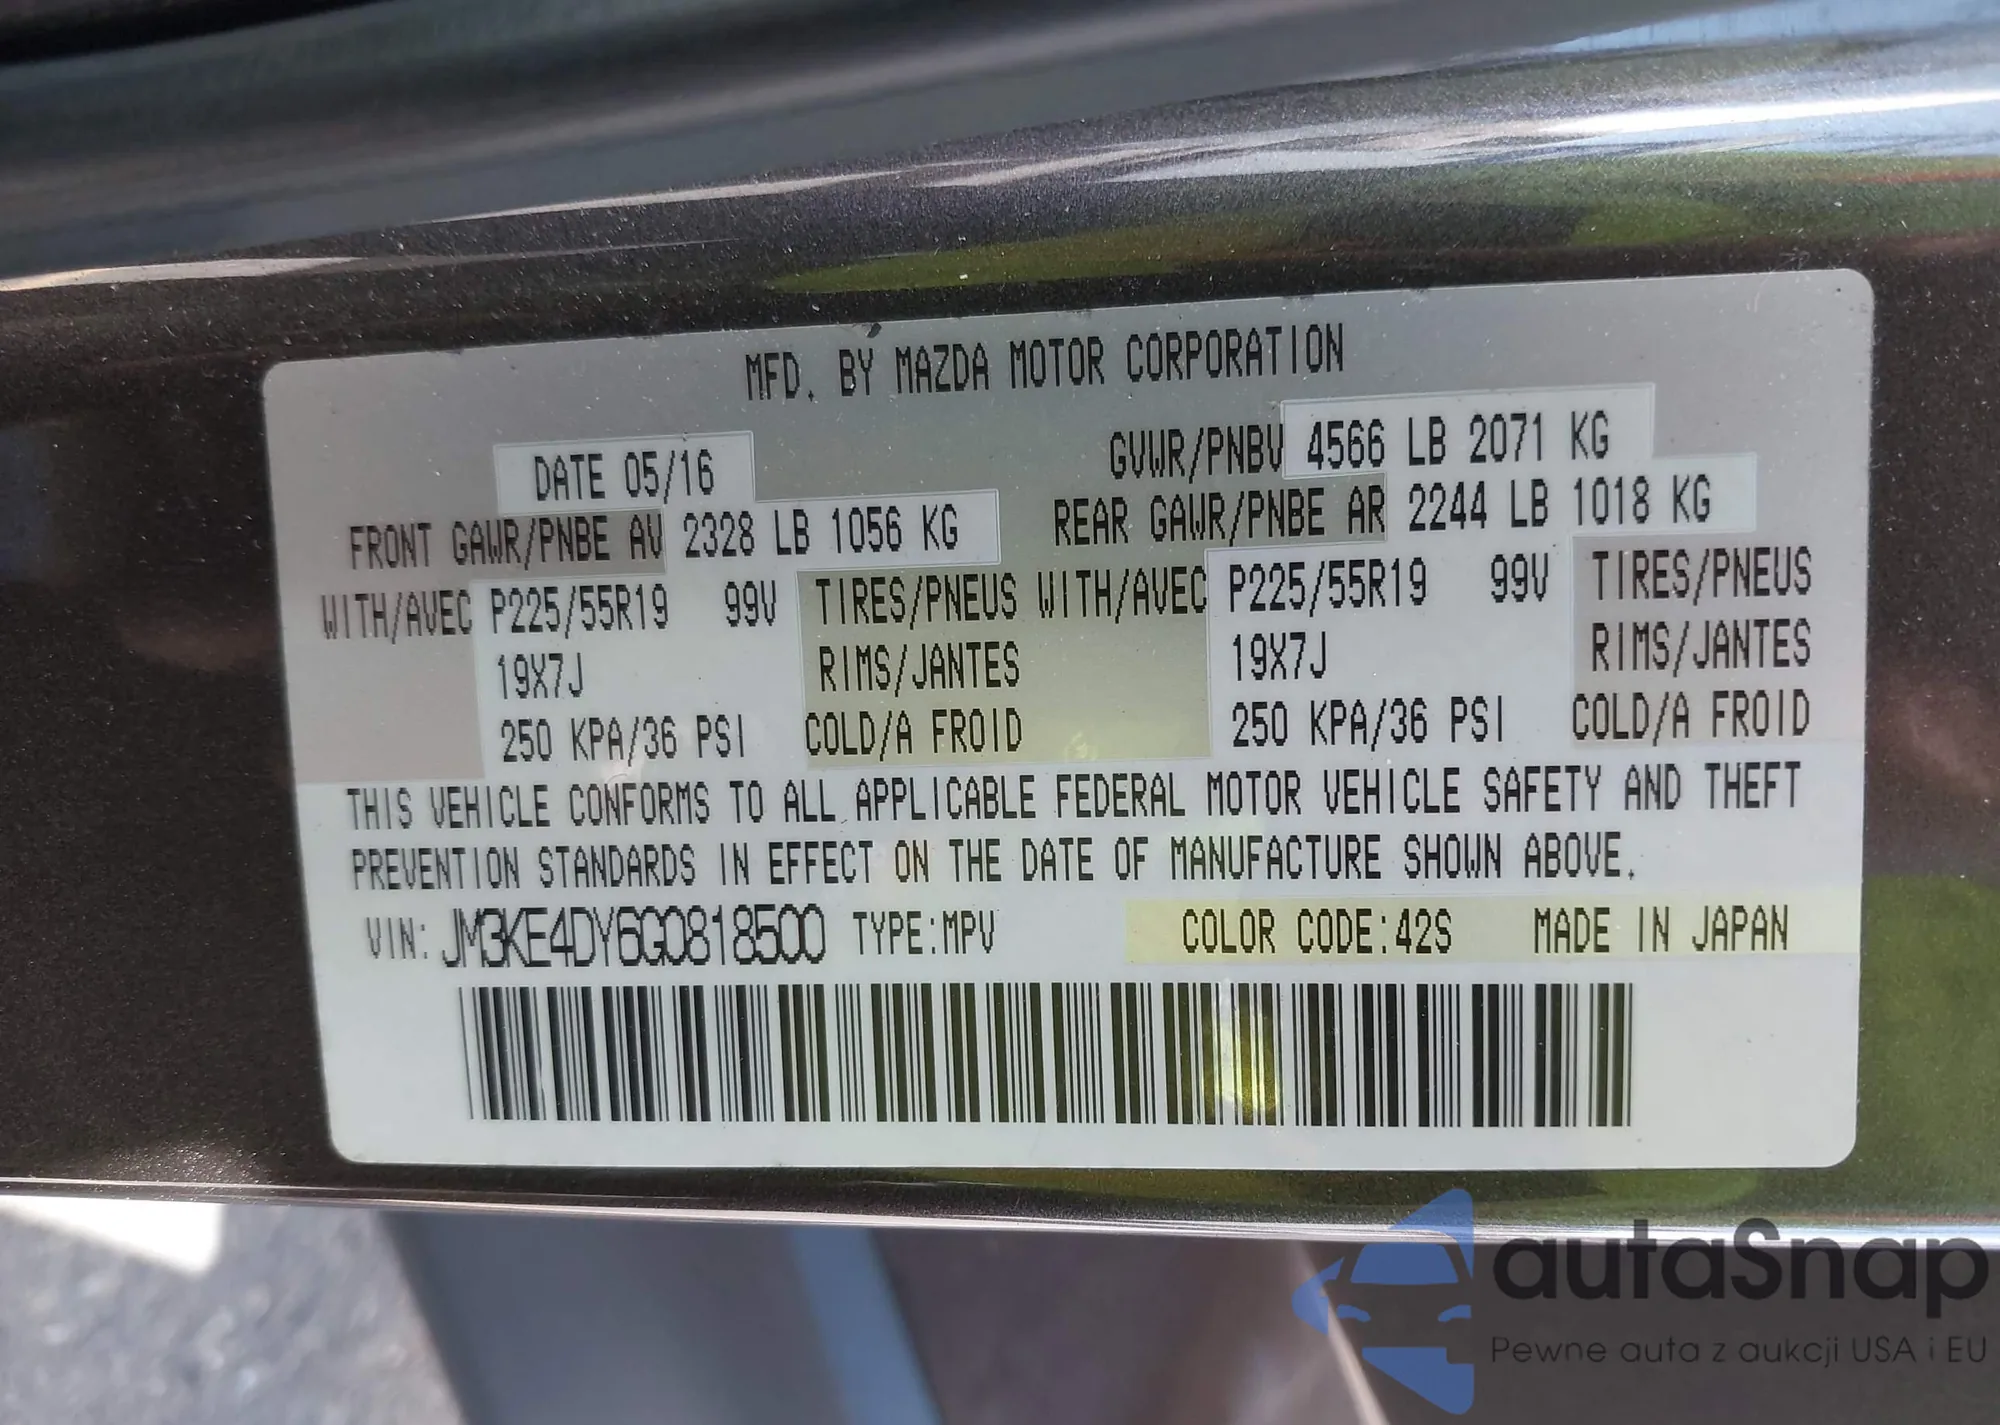 MFD. BY MAZDA MOTOR CORPORATION
DATE 05/16 GVWR/PNBV 4566 LB 2071 KG
FRONT GAWR/PNBE AV 2328 LB 1056 KG REAR GAWR/PNBE AR 2244 LB 1018 KG
WITH/AVEC P225/55R19 99V TIRES/PNEUS WITH/AVEC P225/55R19 99V TIRES/PNEUS
19X7J RIMS/JANTES 19X7J RIMS/JANTES
250 KPA/36 PSI COLD/A FROID 250 KPA/36 PSI COLD/A FROID
THIS VEHICLE CONFORMS TO ALL APPLICABLE FEDERAL MOTOR VEHICLE SAFETY AND THEFT
PREVENTION STANDARDS IN EFFECT ON THE DATE OF MANUFACTURE SHOWN ABOVE.
VIN: JM3KE4DY6G0818500 TYPE:MPV COLOR CODE:42S MADE IN JAPAN
autaSnap
Pewne auta z aukcji USA i EU